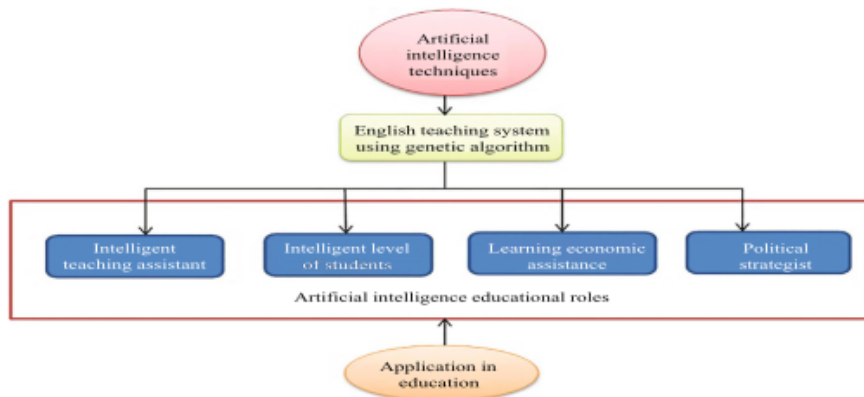 Artificial
intelligence
techniques
English teaching system
using genetic algorithm
Intelligent
teaching assistant
Intelligent level
of students
Learning economic
assistance
Political
strategist
Artificial intelligence educational roles
Application in
education